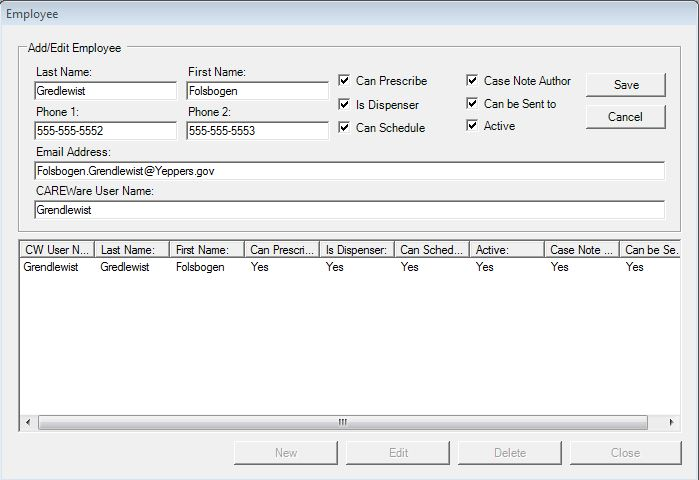 Employee
Add/Edit Employee
Last Name: First Name:
Gredlewist Folsbogen
Phone 1: Phone 2:
555-555-5552 555-555-5553
Can Prescribe Case Note Author
Is Dispenser Can be Sent to
Can Schedule Active
Save
Cancel
Email Address:
Folsbogen.Grendlewist@Yeppers.gov
CAREWare User Name:
Grendlewist
CW User N... Last Name: First Name: Can Prescri... Is Dispenser: Can Sched... Active: Case Note ... Can be Se...
Grendlewist Gredlewist Folsbogen Yes Yes Yes Yes Yes Yes
New Edit Delete Close